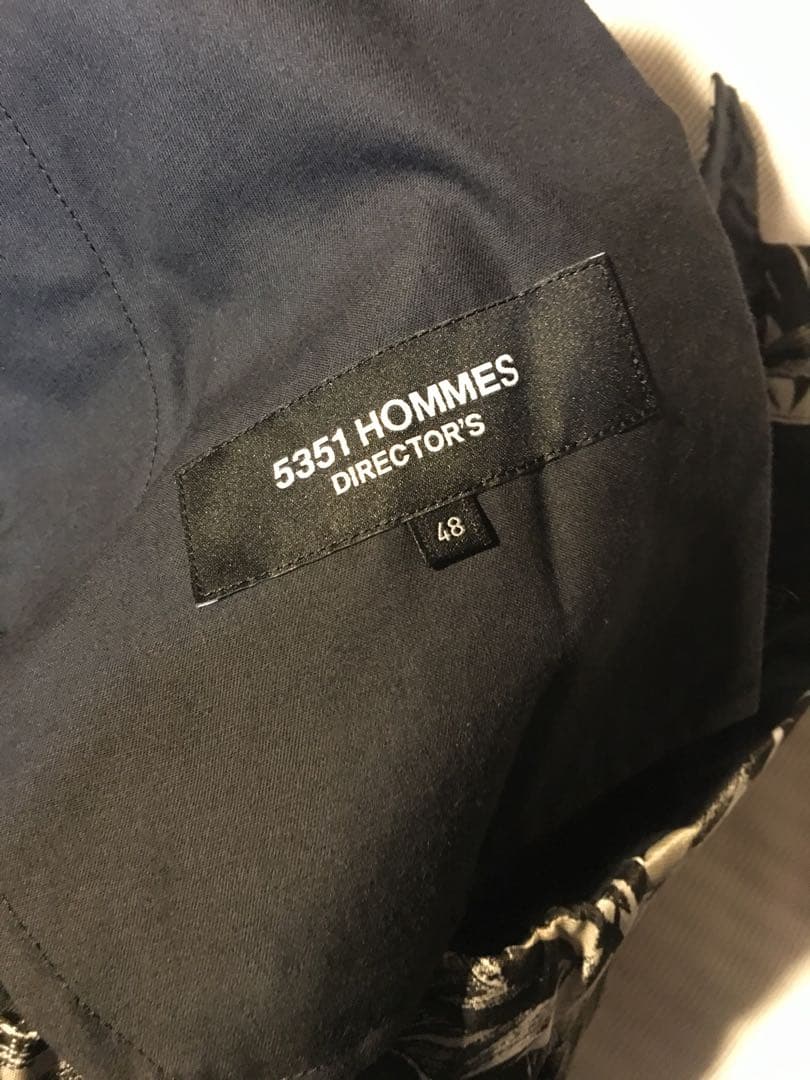 5351 HOMMES
DIRECTOR'S
48